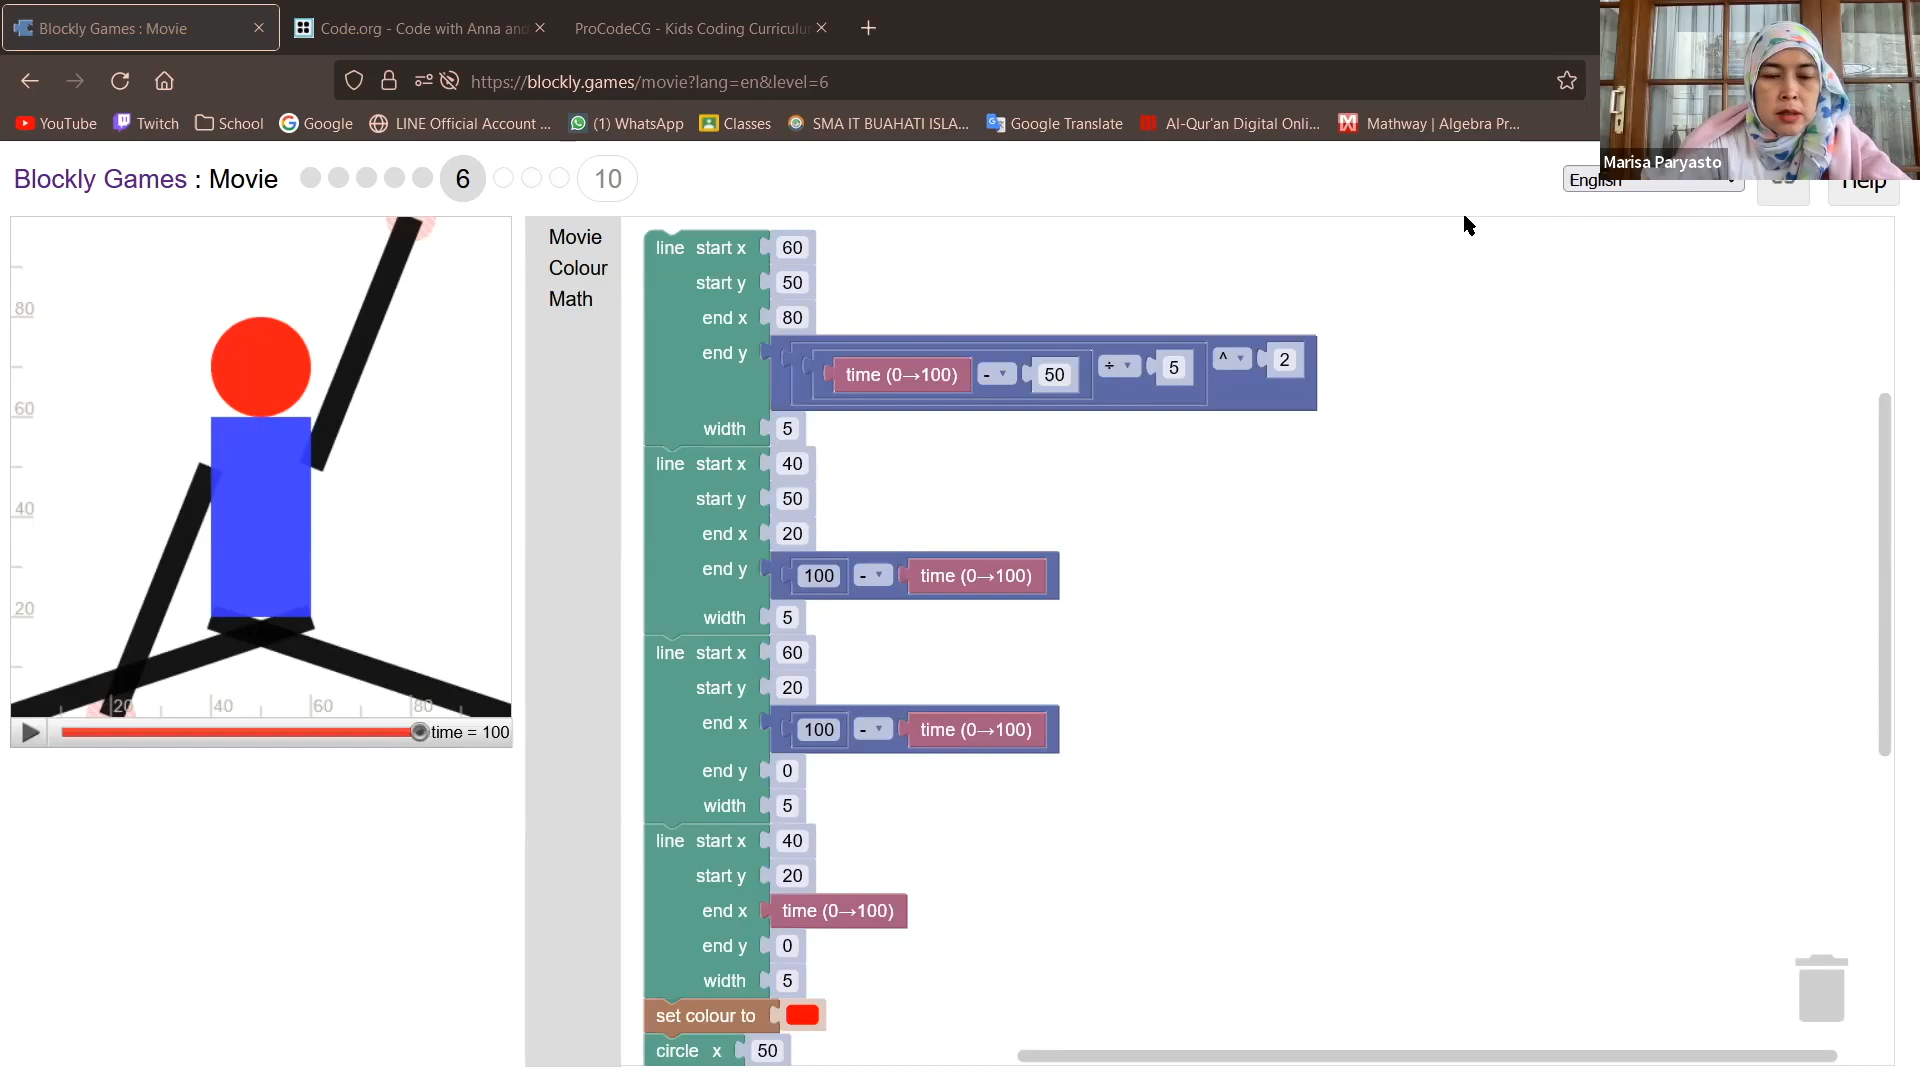 Blockly Games : Movie
Code.org - Code with Anna and
ProCodeCG - Kids Coding Curriculu
https://blockly.games/movie?lang=en&level=6
YouTube
Twitch
School
Google
LINE Official Account ...
(1) WhatsApp
Classes
SMA IT BUAHATI ISLA...
Google Translate
Al-Qur'an Digital Onli...
Mathway | Algebra Pr...
Marisa Paryasto
Blockly Games : Movie
6
10
English
Help
80
60
40
20
20
40
60
80
time = 100
Movie
Colour
Math
line start x 60
start y 50
end x 80
end y time (0→100) - 50 ÷ 5 ^ 2
width 5
line start x 40
start y 50
end x 20
end y 100 - time (0→100)
width 5
line start x 60
start y 20
end x 100 - time (0→100)
end y 0
width 5
line start x 40
start y 20
end x time (0→100)
end y 0
width 5
set colour to
circle x 50